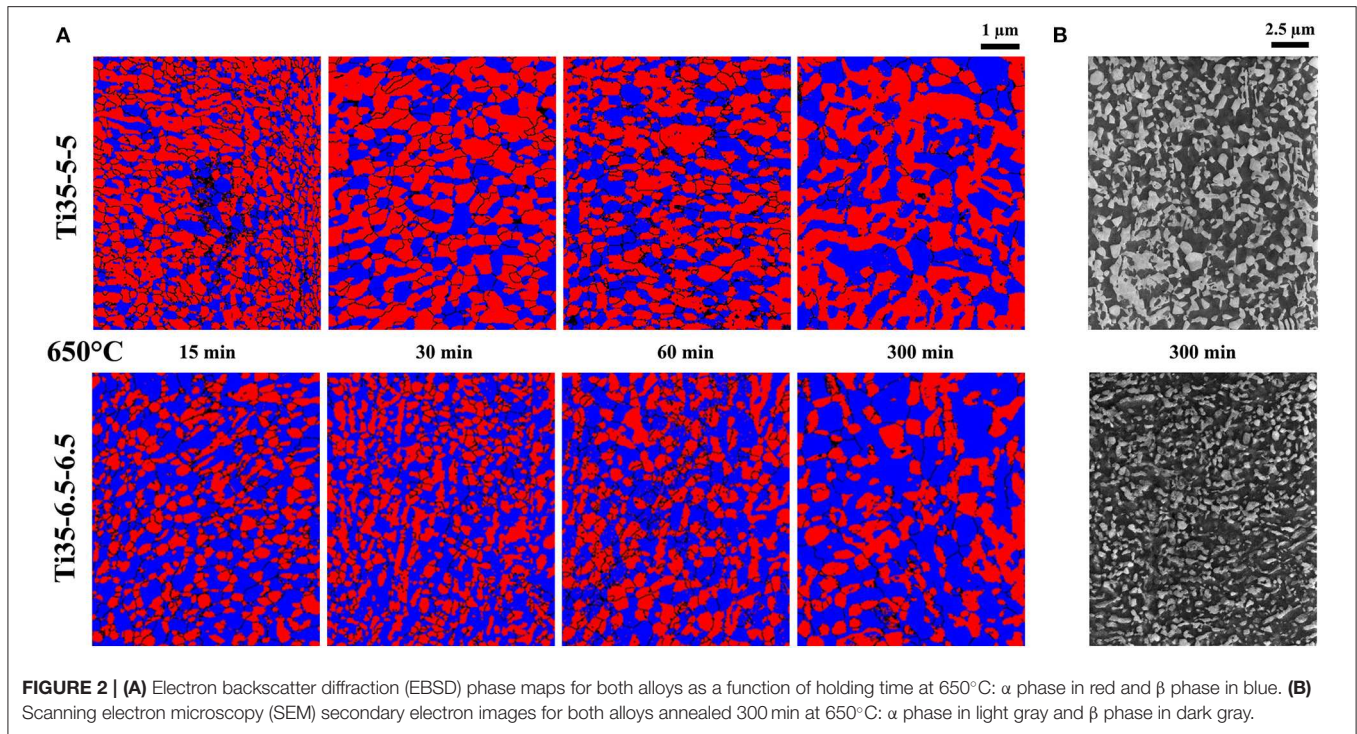 A
1 µm
B
2.5 µm
Ti35-5-5
650°C
15 min
30 min
60 min
300 min
300 min
Ti35-6.5-6.5
FIGURE 2 | (A) Electron backscatter diffraction (EBSD) phase maps for both alloys as a function of holding time at 650°C: α phase in red and β phase in blue. (B)
Scanning electron microscopy (SEM) secondary electron images for both alloys annealed 300 min at 650°C: α phase in light gray and β phase in dark gray.